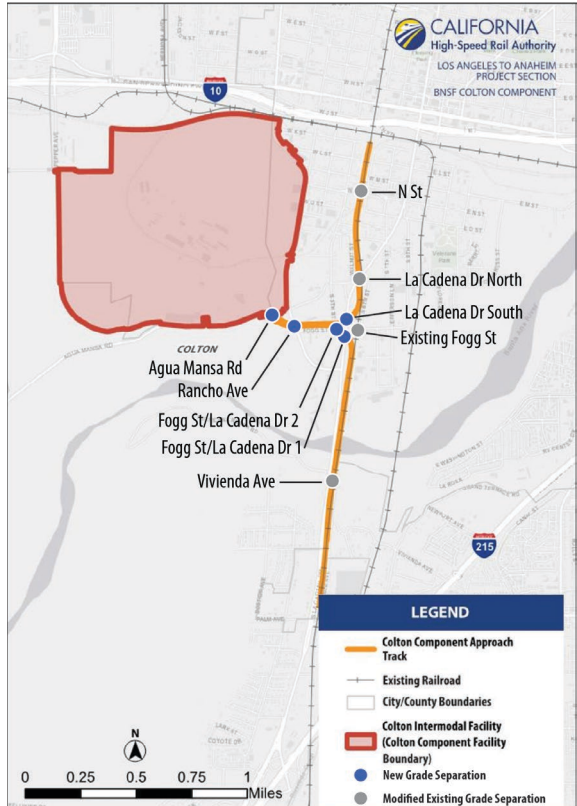 CALIFORNIA
High-Speed Rail Authority
LOS ANGELES TO ANAHEIM
PROJECT SECTION
BNSF COLTON COMPONENT
10
N St
La Cadena Dr North
La Cadena Dr South
Existing Fogg St
COLTON
AGUA MANSA RD
Agua Mansa Rd
Rancho Ave
Fogg St/La Cadena Dr 2
Fogg St/La Cadena Dr 1
Vivienda Ave
215
N
0 0.25 0.5 1
Miles
LEGEND
Colton Component Approach
Track
Existing Railroad
City/County Boundaries
Colton Intermodal Facility
(Colton Component Facility
Boundary)
New Grade Separation
Modified Existing Grade Separation